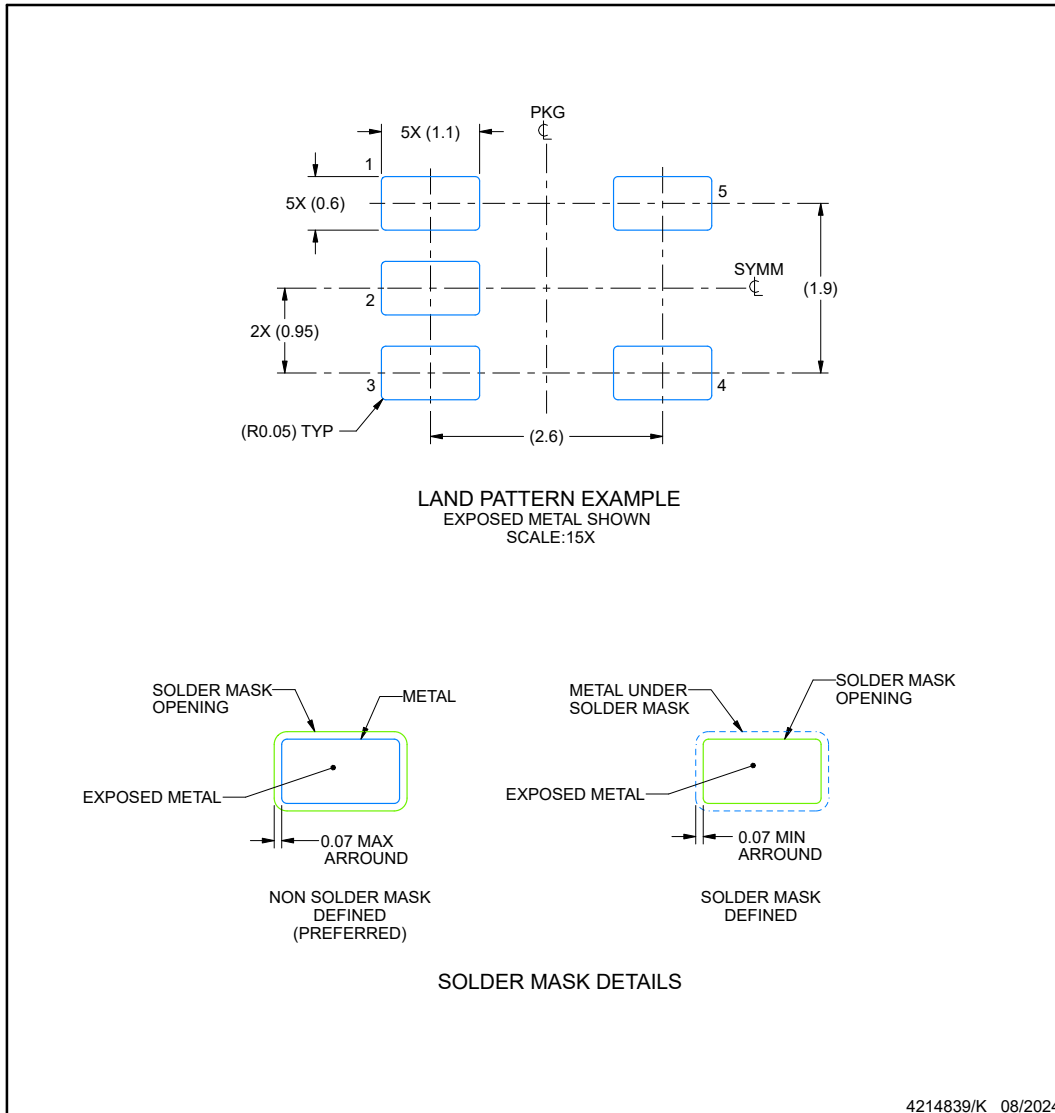 PKG
CL
5X (1.1)
1
5
5X (0.6)
SYMM
CL
(1.9)
2
2X (0.95)
3
4
(R0.05) TYP
(2.6)
LAND PATTERN EXAMPLE
EXPOSED METAL SHOWN
SCALE:15X
SOLDER MASK
OPENING
METAL
EXPOSED METAL
0.07 MAX
ARROUND
NON SOLDER MASK
DEFINED
(PREFERRED)
METAL UNDER
SOLDER MASK
SOLDER MASK
OPENING
EXPOSED METAL
0.07 MIN
ARROUND
SOLDER MASK
DEFINED
SOLDER MASK DETAILS
4214839/K 08/2024